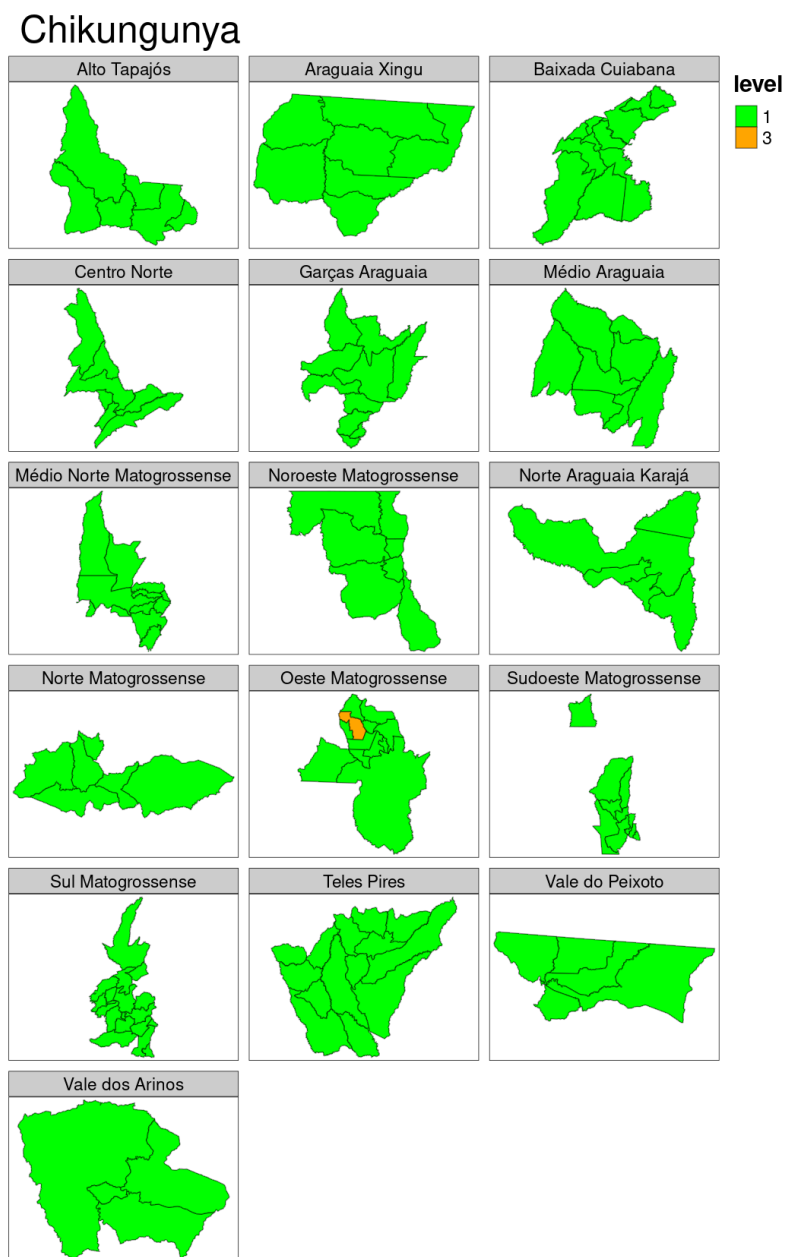 Chikungunya
Alto Tapajós
Araguaia Xingu
Baixada Cuiabana
level
1
3
Centro Norte
Garças Araguaia
Médio Araguaia
Médio Norte Matogrossense
Noroeste Matogrossense
Norte Araguaia Karajá
Norte Matogrossense
Oeste Matogrossense
Sudoeste Matogrossense
Sul Matogrossense
Teles Pires
Vale do Peixoto
Vale dos Arinos